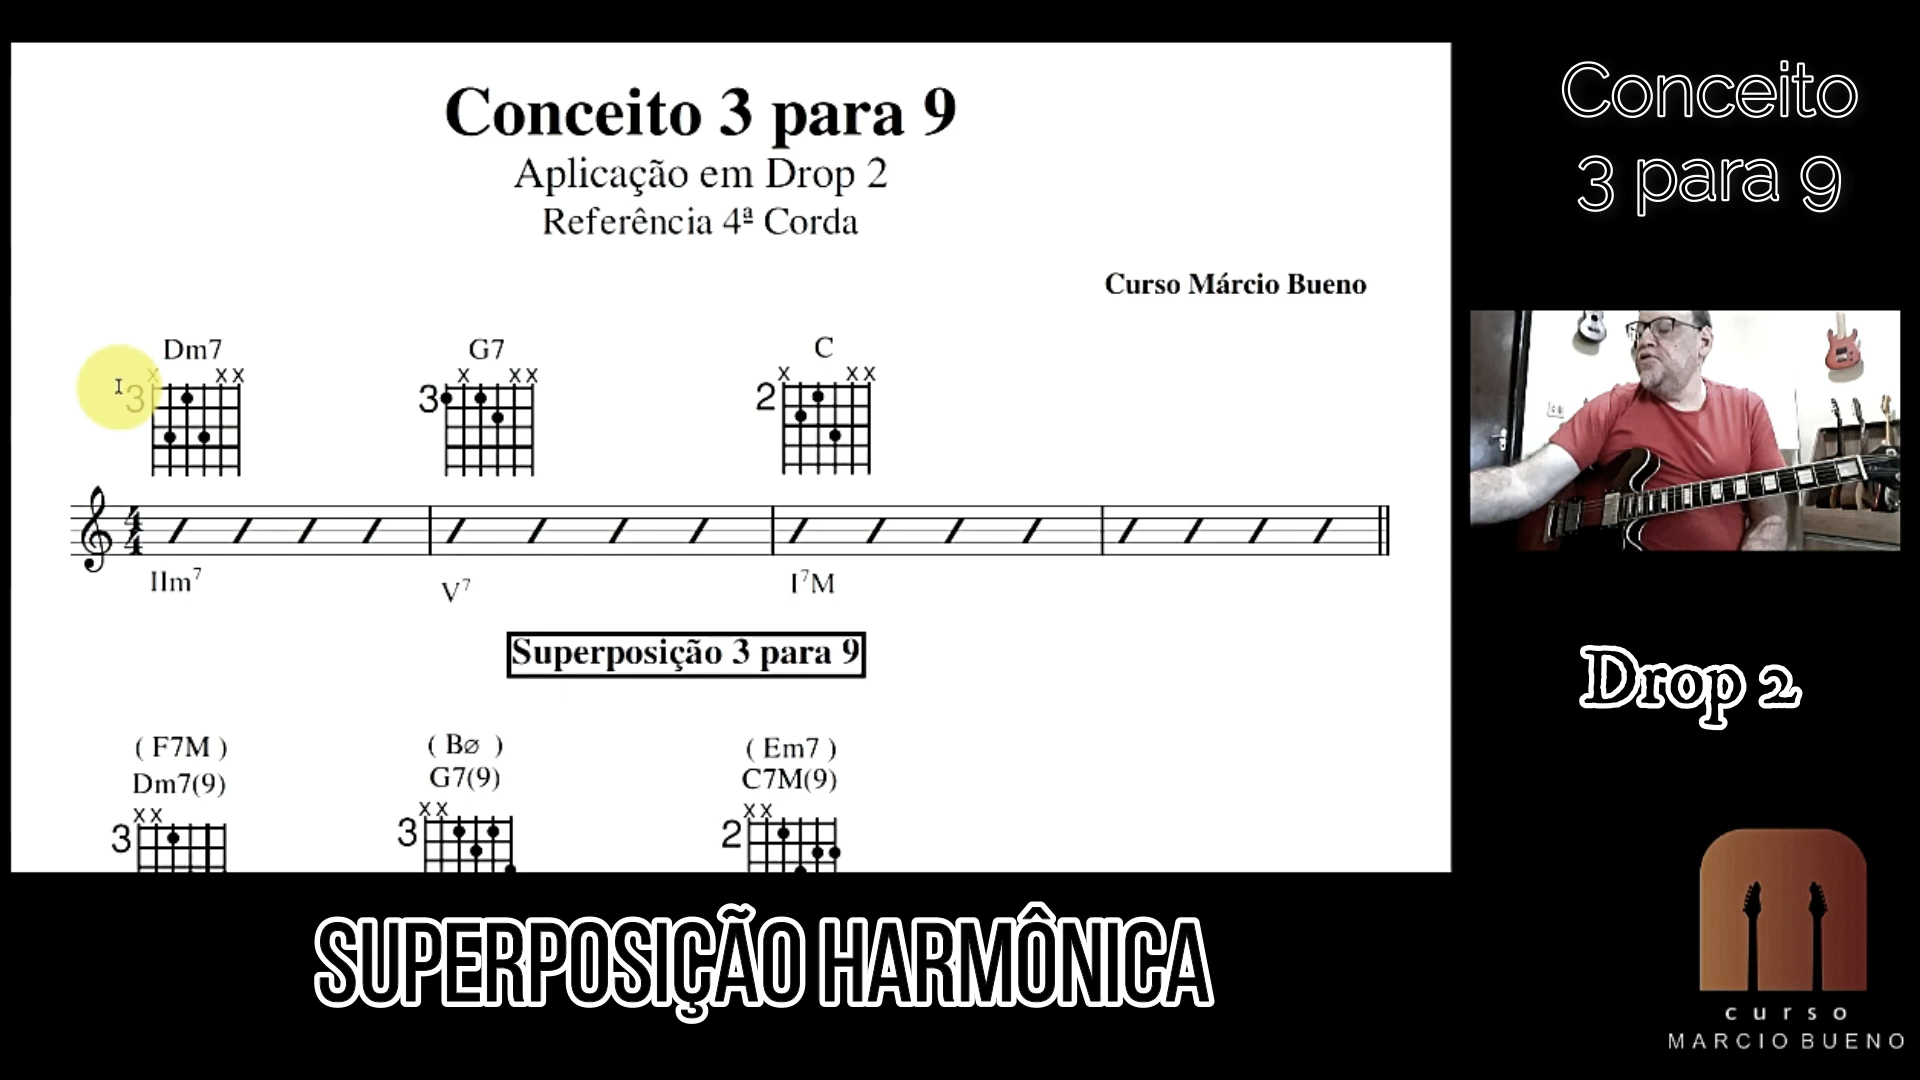 Conceito 3 para 9
Aplicação em Drop 2
Referência 4ª Corda
Curso Márcio Bueno
Dm7 G7 C
x x x x x x x x x
3 3 2
4
4
IIm7 V7 I7M
Superposição 3 para 9
( F7M ) ( Bø ) ( Em7 )
Dm7(9) G7(9) C7M(9)
x x x x x x
3 3 2
Conceito
3 para 9
Drop 2
SUPERPOSIÇÃO HARMÔNICA
curso
MARCIO BUENO